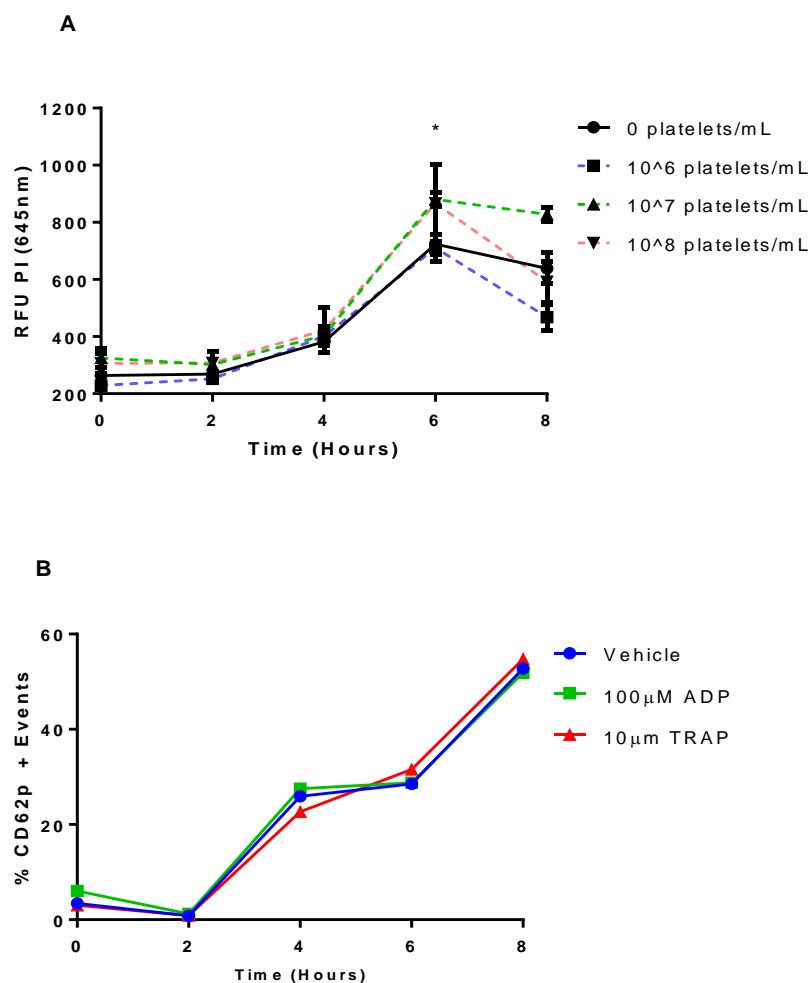 A
1200
1000
800
600
400
200
RFU PI (645nm)
*
0 2 4 6 8
Time (Hours)
0 platelets/mL
10^6 platelets/mL
10^7 platelets/mL
10^8 platelets/mL
B
60
40
20
0
% CD62p + Events
0 2 4 6 8
Time (Hours)
Vehicle
100μM ADP
10μm TRAP